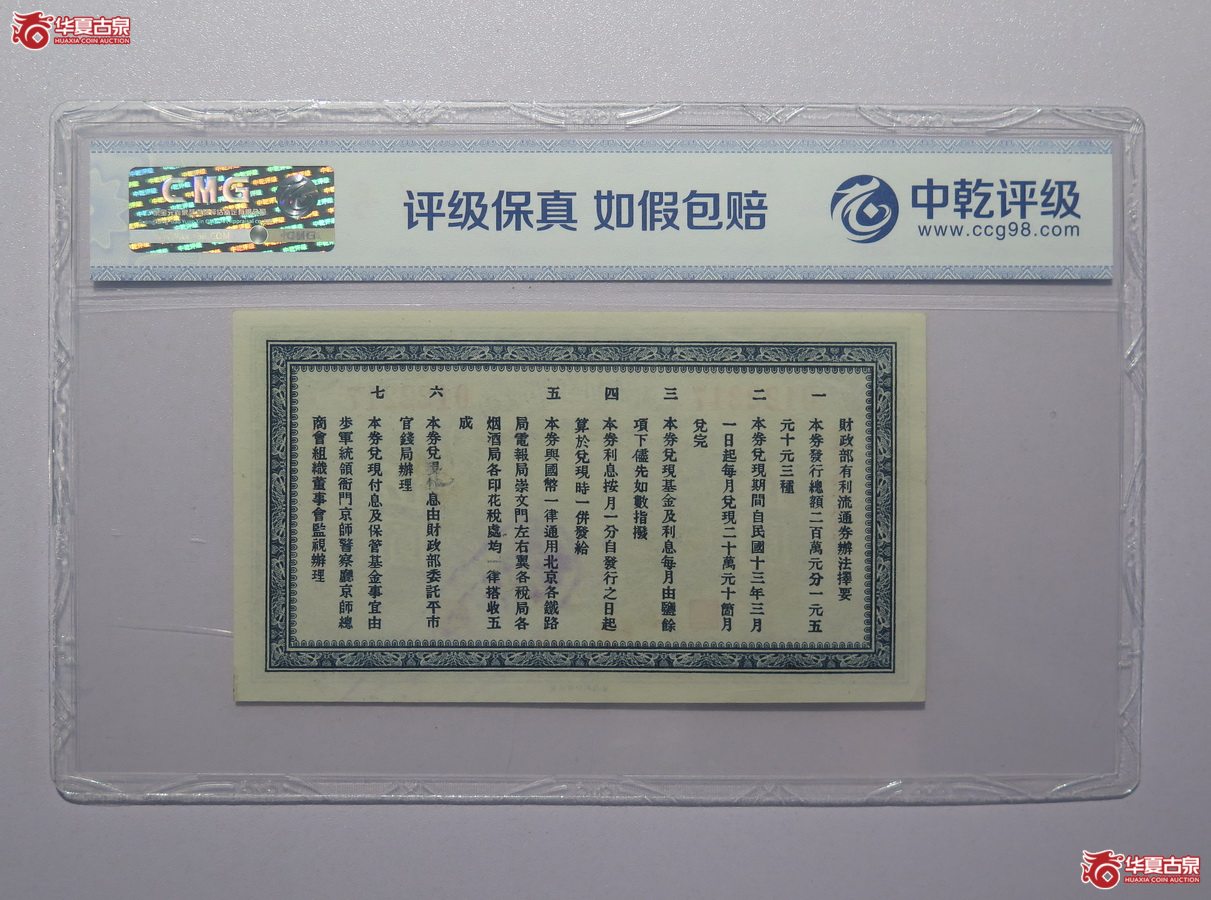 华夏古泉
HUAXIA COIN AUCTION
CMG
评级保真 如假包赔
中乾评级
www.ccg98.com
財政部有利流通券辦法擇要
一 本券發行總額二百萬元分一元五
元十元三種
二 本券兌現期間自民國十三年三月
一日起每月兌現二十萬元十箇月
兌完
三 本券兌現基金及利息每月由鹽餘
項下儘先如數指撥
四 本券利息按月一分自發行之日起
算於兌現時一併發給
五 本券與國幣一律通用北京各鐵路
局電報局崇文門左右翼各稅局各
烟酒局各印花稅處均一律搭收五
成
六 本券兌息由財政部委託平市
官錢局辦理
七 本券兌現付息及保管基金事宜由
步軍統領衙門京師警察廳京師總
商會組織董事會監視辦理
华夏古泉
HUAXIA COIN AUCTION